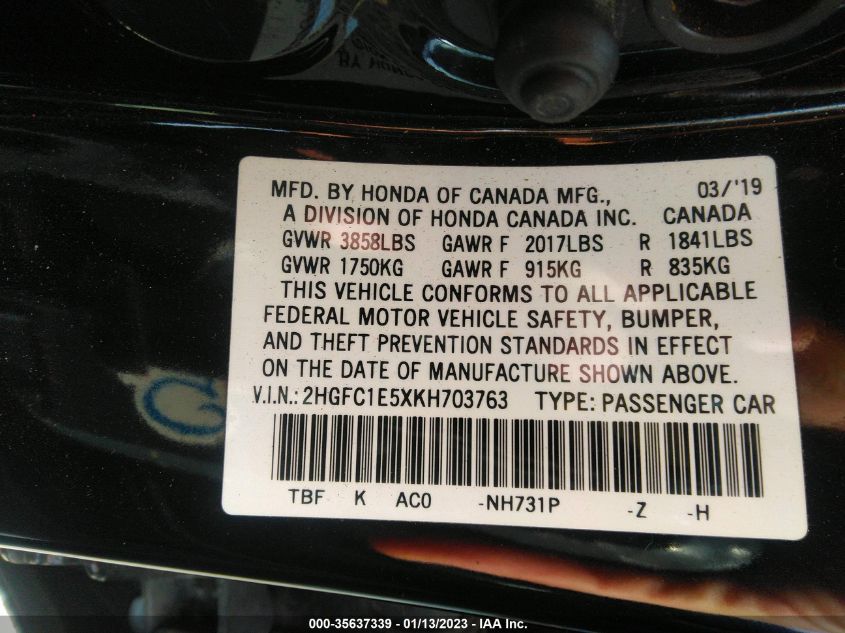 MFD. BY HONDA OF CANADA MFG., 03/'19
A DIVISION OF HONDA CANADA INC. CANADA
GVWR 3858LBS GAWR F 2017LBS R 1841LBS
GVWR 1750KG GAWR F 915KG R 835KG
THIS VEHICLE CONFORMS TO ALL APPLICABLE
FEDERAL MOTOR VEHICLE SAFETY, BUMPER,
AND THEFT PREVENTION STANDARDS IN EFFECT
ON THE DATE OF MANUFACTURE SHOWN ABOVE.
V.I.N.: 2HGFC1E5XKH703763 TYPE: PASSENGER CAR
TBF K AC0 -NH731P -Z -H
000-35637339 - 01/13/2023 - IAA Inc.